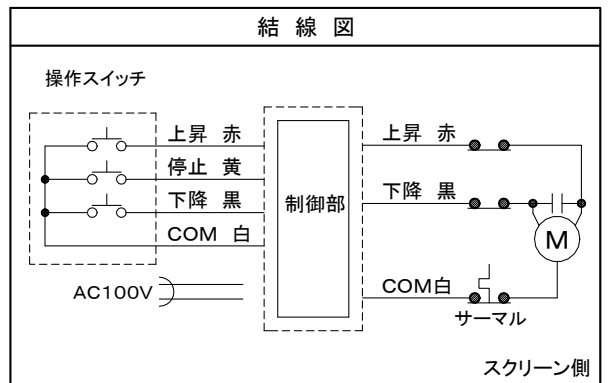 結線図
操作スイッチ
上昇 赤
停止 黄
下降 黒
COM 白
AC100V
制御部
上昇 赤
下降 黒
COM白
M
サーマル
スクリーン側